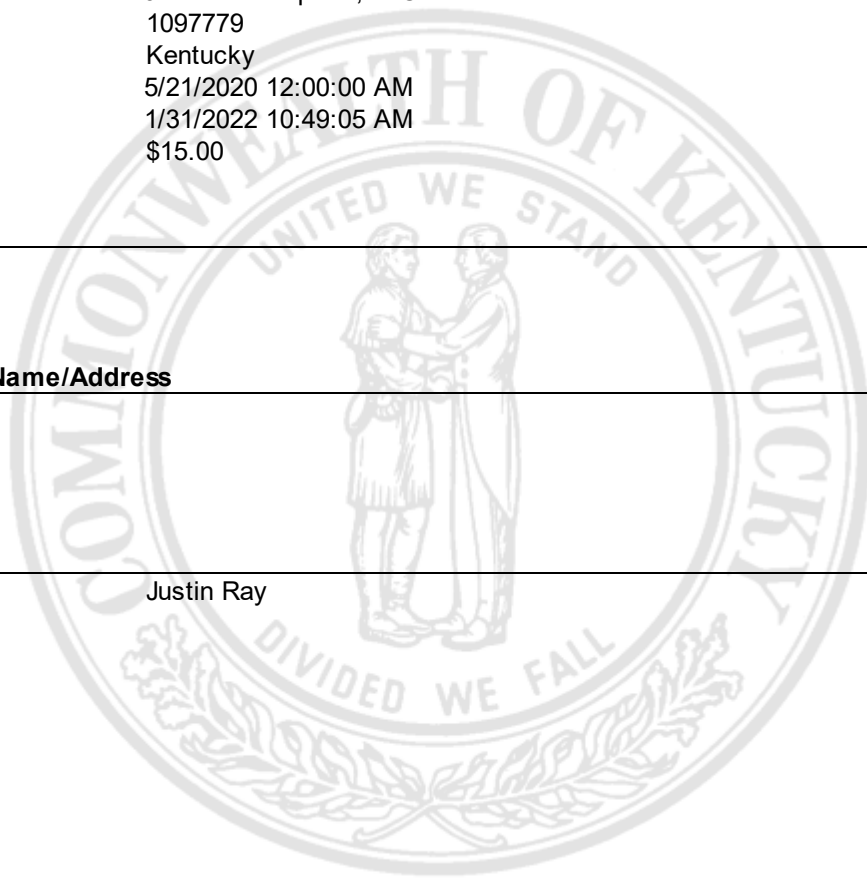 1097779
Kentucky
5/21/2020 12:00:00 AM
1/31/2022 10:49:05 AM
$15.00
COMMONWEALTH OF KENTUCKY
UNITED WE STAND
Name/Address
Justin Ray
DIVIDED WE FALL